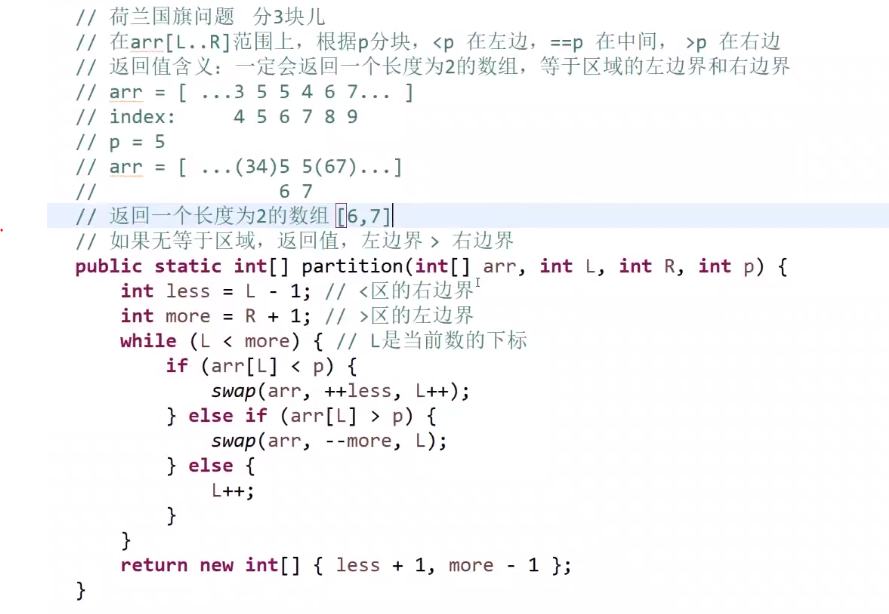 // 荷兰国旗问题   分3块儿
// 在arr[L..R]范围上，根据p分块，<p 在左边，==p 在中间， >p 在右边
// 返回值含义：一定会返回一个长度为2的数组，等于区域的左边界和右边界
// arr = [ ...3 5 5 4 6 7... ]
// index:     4 5 6 7 8 9
// p = 5
// arr = [ ...(34)5 5(67)...]
//                6 7
// 返回一个长度为2的数组 [6,7]
// 如果无等于区域，返回值，左边界 > 右边界
public static int[] partition(int[] arr, int L, int R, int p) {
    int less = L - 1; // <区的右边界
    int more = R + 1; // >区的左边界
    while (L < more) { // L是当前数的下标
        if (arr[L] < p) {
            swap(arr, ++less, L++);
        } else if (arr[L] > p) {
            swap(arr, --more, L);
        } else {
            L++;
        }
    }
    return new int[] { less + 1, more - 1 };
}